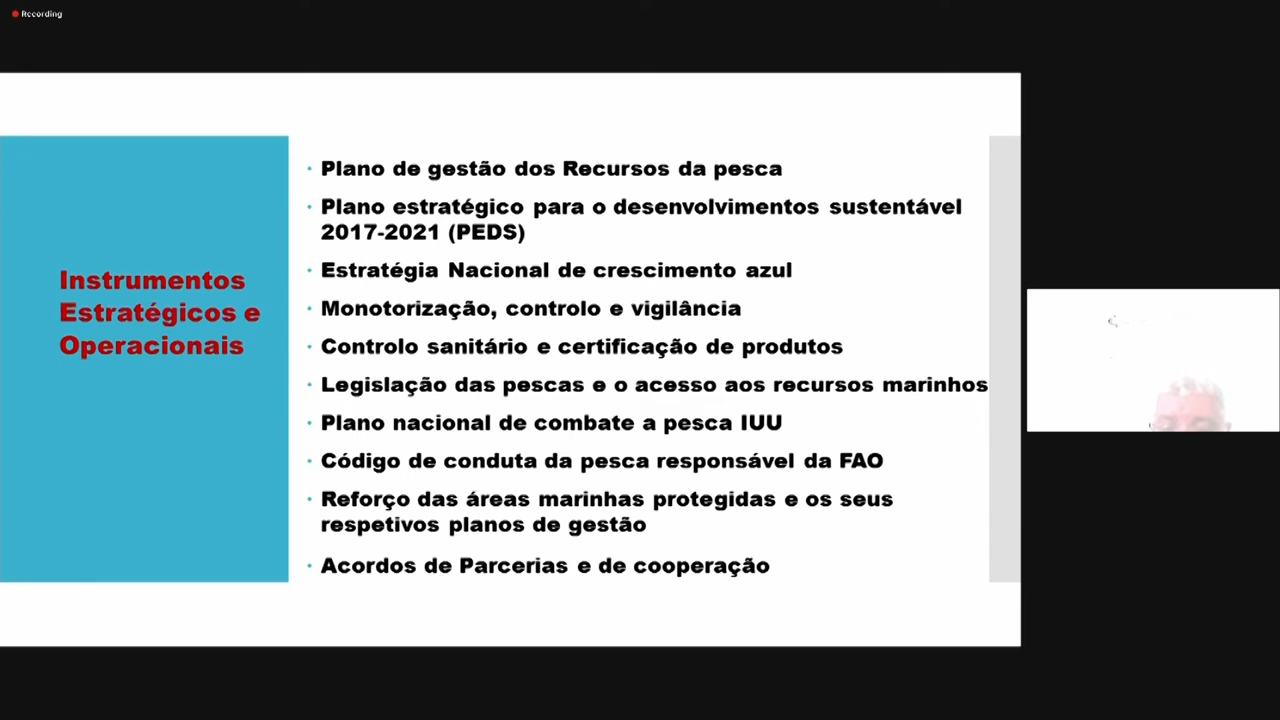 Recording
Instrumentos
Estratégicos e
Operacionais
Plano de gestão dos Recursos da pesca
Plano estratégico para o desenvolvimentos sustentável
2017-2021 (PEDS)
Estratégia Nacional de crescimento azul
Monotorização, controlo e vigilância
Controlo sanitário e certificação de produtos
Legislação das pescas e o acesso aos recursos marinhos
Plano nacional de combate a pesca IUU
Código de conduta da pesca responsável da FAO
Reforço das áreas marinhas protegidas e os seus
respetivos planos de gestão
Acordos de Parcerias e de cooperação